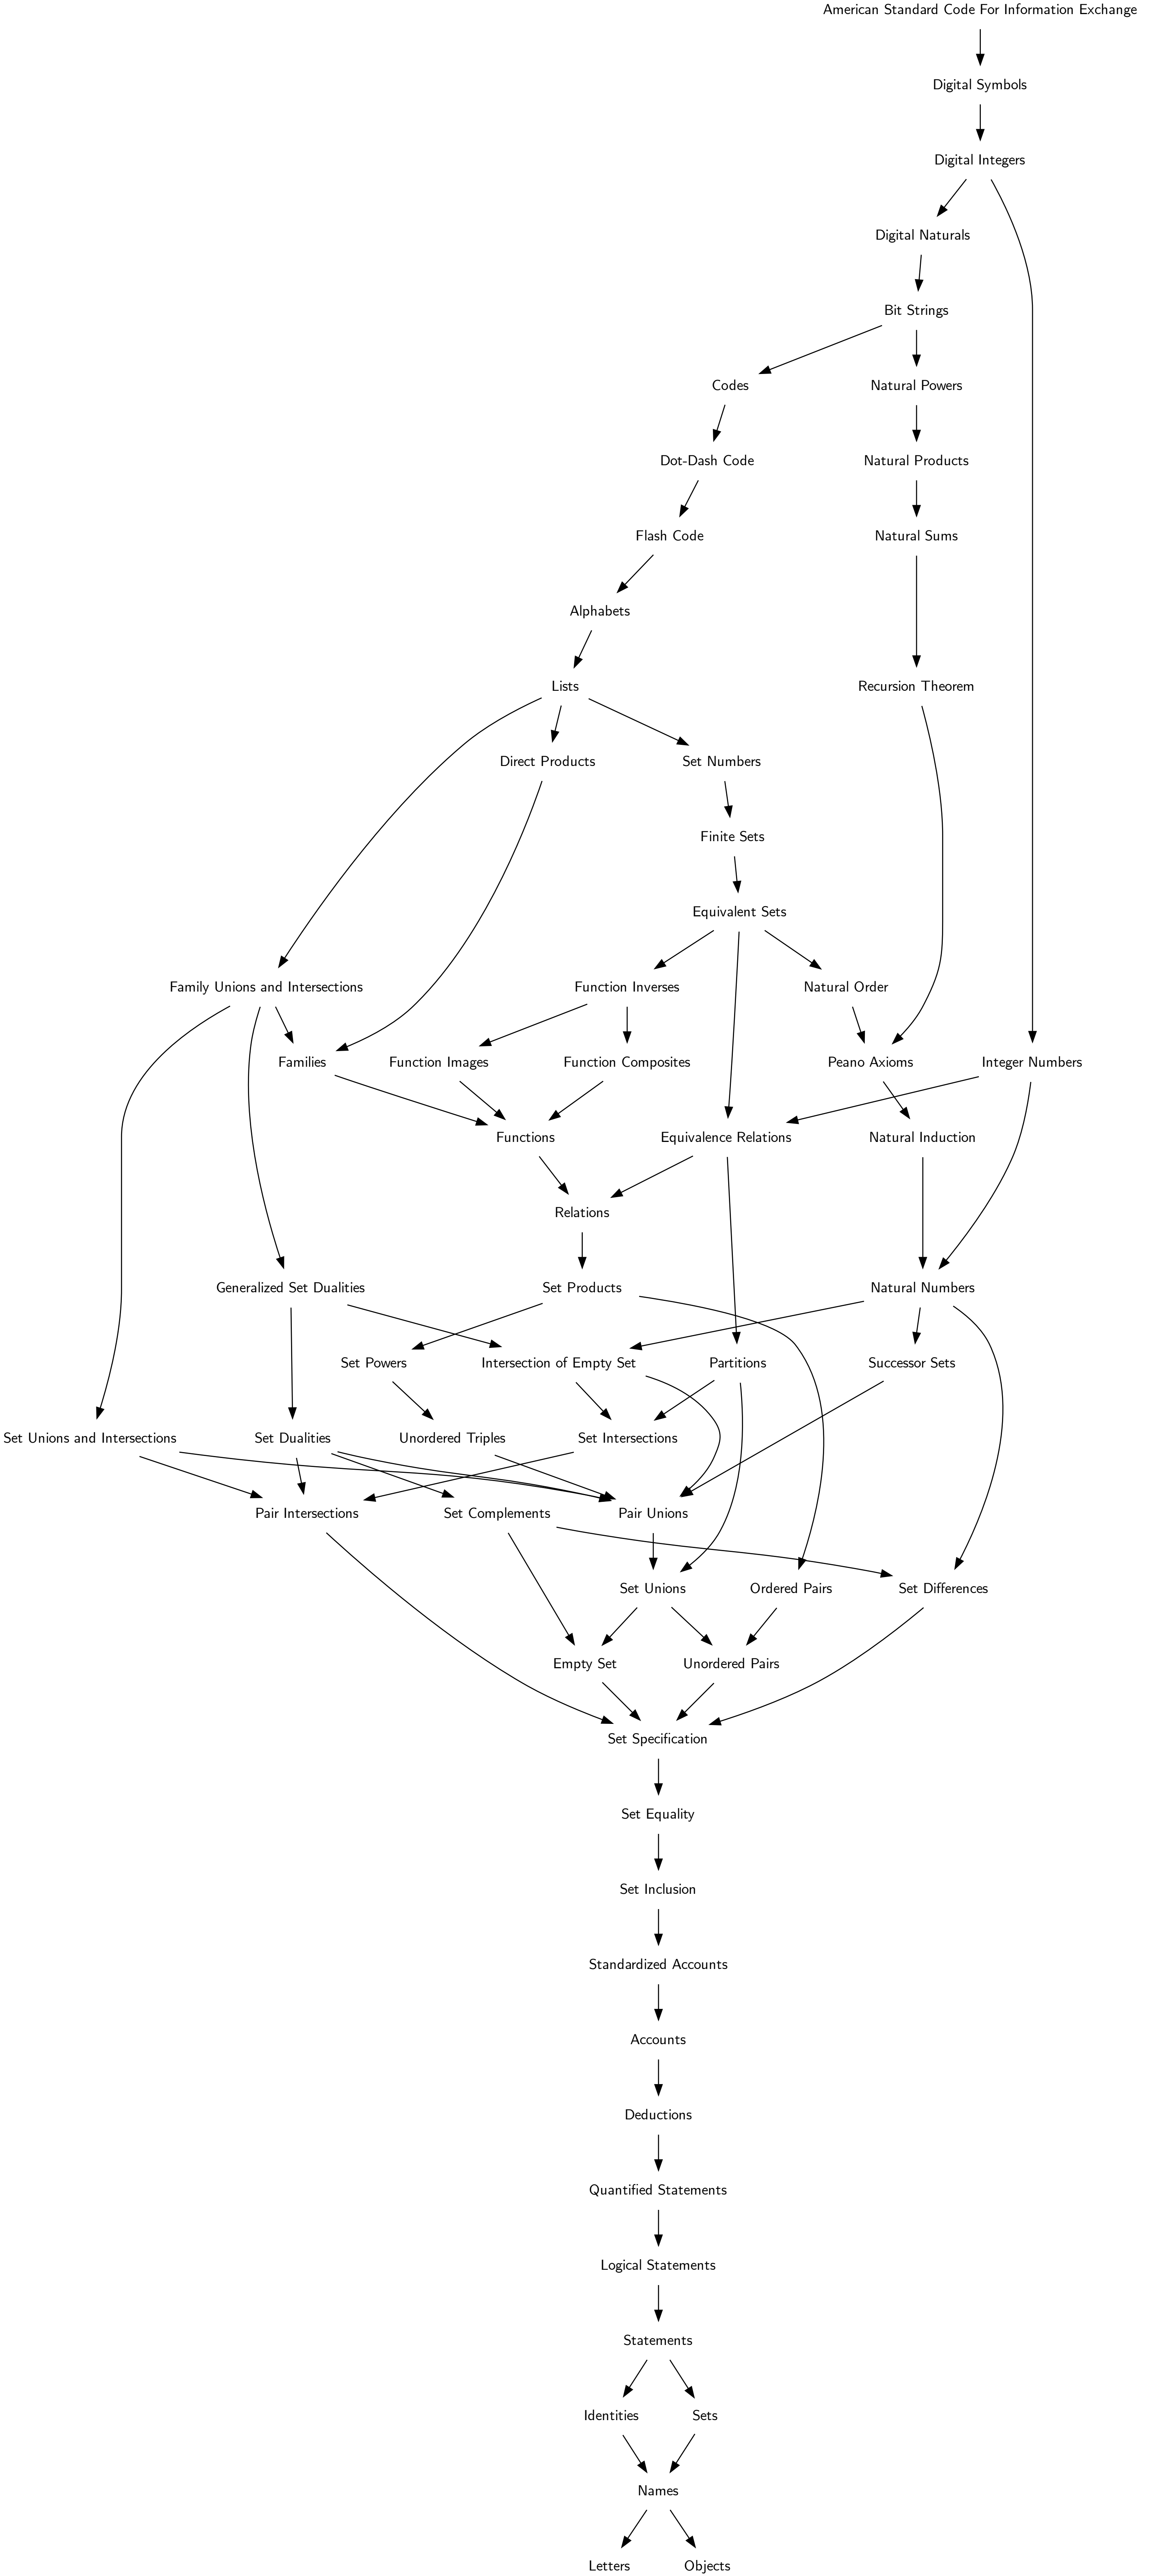 American Standard Code For Information Exchange
Digital Symbols
Digital Integers
Digital Naturals
Bit Strings
Codes
Natural Powers
Dot-Dash Code
Natural Products
Flash Code
Natural Sums
Alphabets
Lists
Recursion Theorem
Direct Products
Set Numbers
Finite Sets
Equivalent Sets
Family Unions and Intersections
Function Inverses
Natural Order
Families
Function Images
Function Composites
Peano Axioms
Integer Numbers
Functions
Equivalence Relations
Natural Induction
Relations
Generalized Set Dualities
Set Products
Natural Numbers
Set Powers
Intersection of Empty Set
Partitions
Successor Sets
Set Unions and Intersections
Set Dualities
Unordered Triples
Set Intersections
Pair Intersections
Set Complements
Pair Unions
Set Unions
Ordered Pairs
Set Differences
Empty Set
Unordered Pairs
Set Specification
Set Equality
Set Inclusion
Standardized Accounts
Accounts
Deductions
Quantified Statements
Logical Statements
Statements
Identities
Sets
Names
Letters
Objects